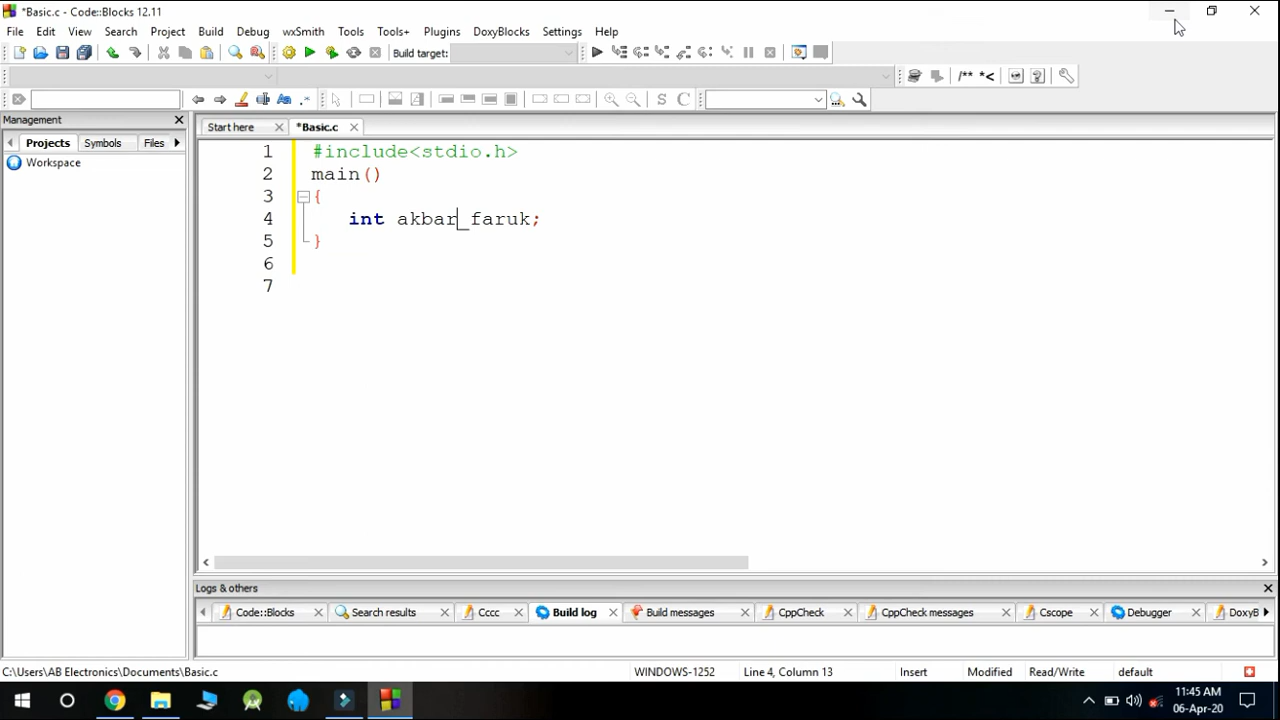 *Basic.c - Code::Blocks 12.11
File Edit View Search Project Build Debug wxSmith Tools Tools+ Plugins DoxyBlocks Settings Help
Build target:
/** *<
S C
Management
Projects Symbols Files
Workspace
Start here *Basic.c
1 #include<stdio.h>
2 main()
3 {
4 int akbar_faruk;
5 }
6
7
Logs & others
Code::Blocks Search results Cccc Build log Build messages CppCheck CppCheck messages Cscope Debugger DoxyB
C:\Users\AB Electronics\Documents\Basic.c WINDOWS-1252 Line 4, Column 13 Insert Modified Read/Write default
11:45 AM
06-Apr-20